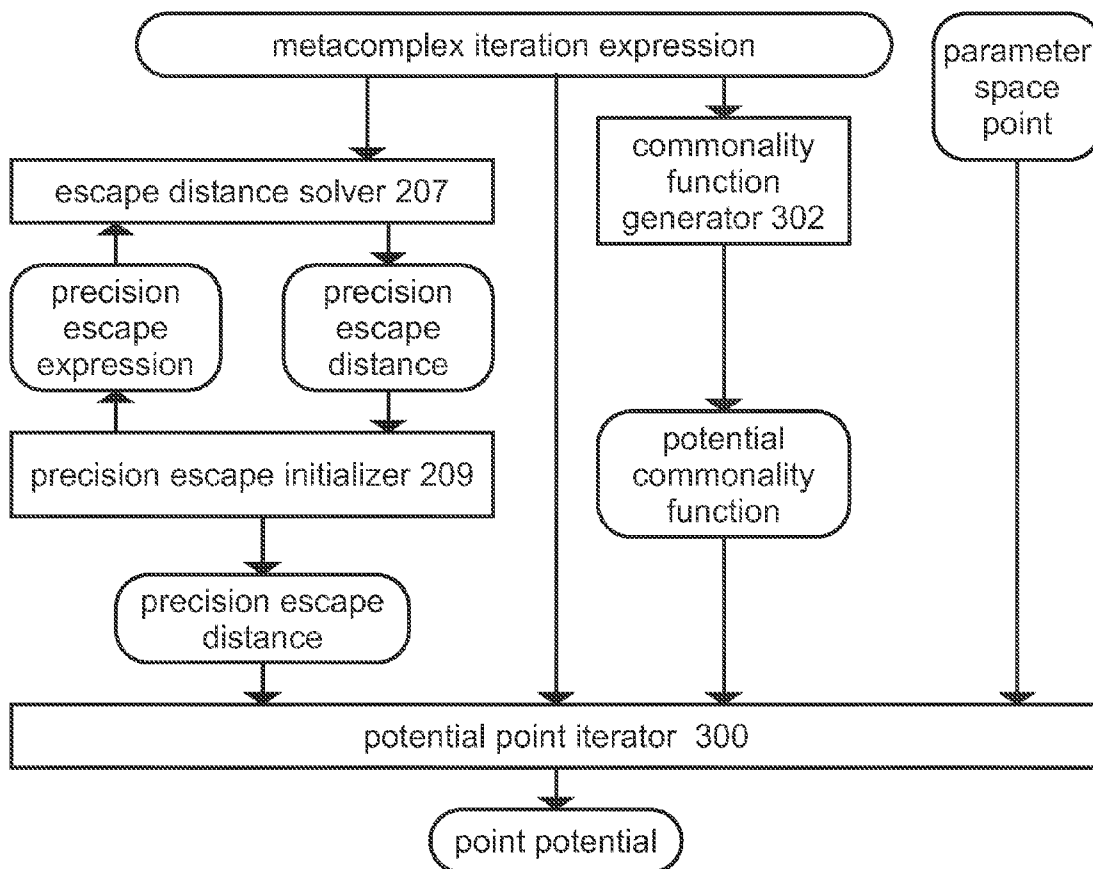 metacomplex iteration expression
parameter
space
point
commonality
function
generator 302
escape distance solver 207
precision
escape
expression
precision
escape
distance
potential
commonality
function
precision escape initializer 209
precision escape
distance
potential point iterator 300
point potential